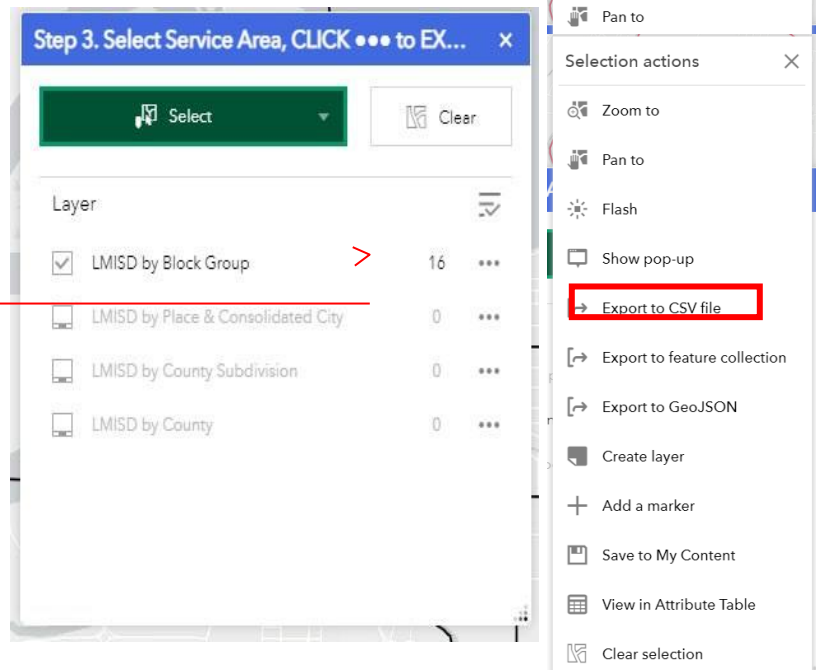 Step 3. Select Service Area, CLICK ●●● to EX...
Select
Clear
Layer
LMISD by Block Group 16
LMISD by Place & Consolidated City 0
LMISD by County Subdivision 0
LMISD by County 0
Pan to
Selection actions
Zoom to
Pan to
Flash
Show pop-up
Export to CSV file
Export to feature collection
Export to GeoJSON
Create layer
Add a marker
Save to My Content
View in Attribute Table
Clear selection